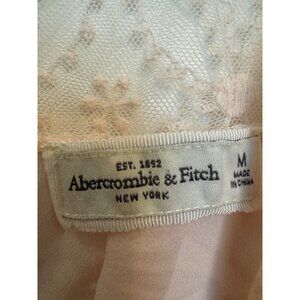 EST. 1892
Abercrombie & Fitch
NEW YORK
M
MADE
IN CHINA